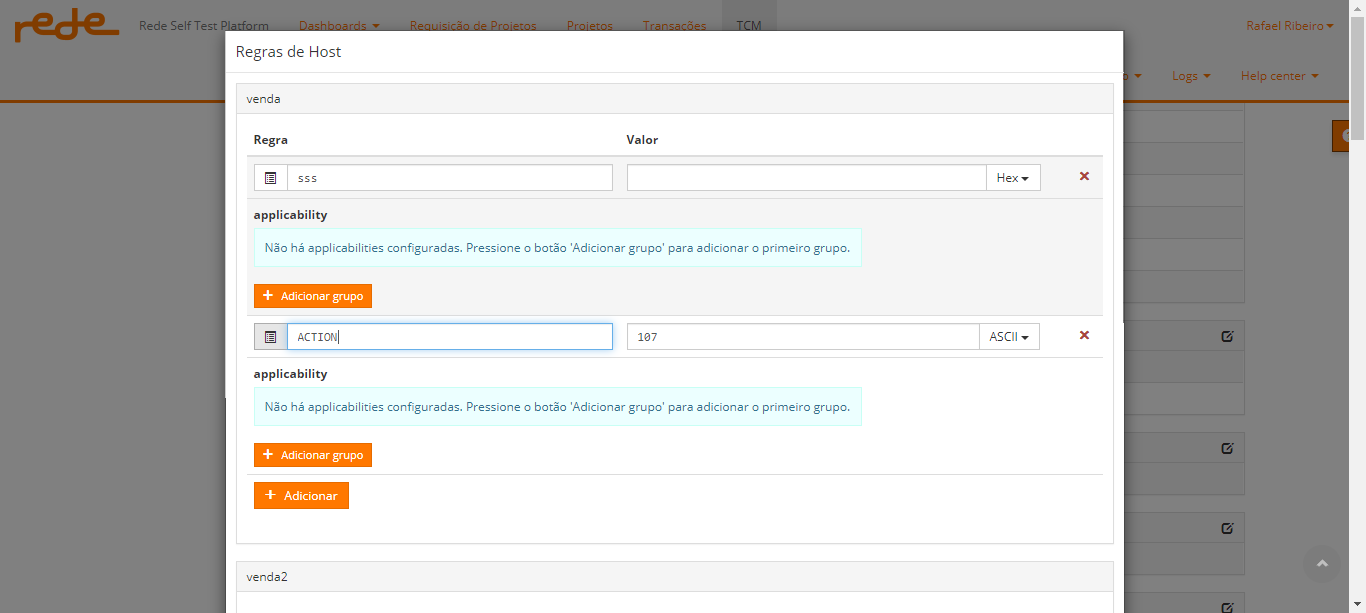 rede Rede Self Test Platform Dashboards Requisição de Projetos Projetos Transações TCM Rafael Ribeiro
Regras de Host
o Logs Help center
venda
Regra Valor
sss Hex
applicability
Não há applicabilities configuradas. Pressione o botão 'Adicionar grupo' para adicionar o primeiro grupo.
+ Adicionar grupo
ACTION 107 ASCII
applicability
Não há applicabilities configuradas. Pressione o botão 'Adicionar grupo' para adicionar o primeiro grupo.
+ Adicionar grupo
+ Adicionar
venda2